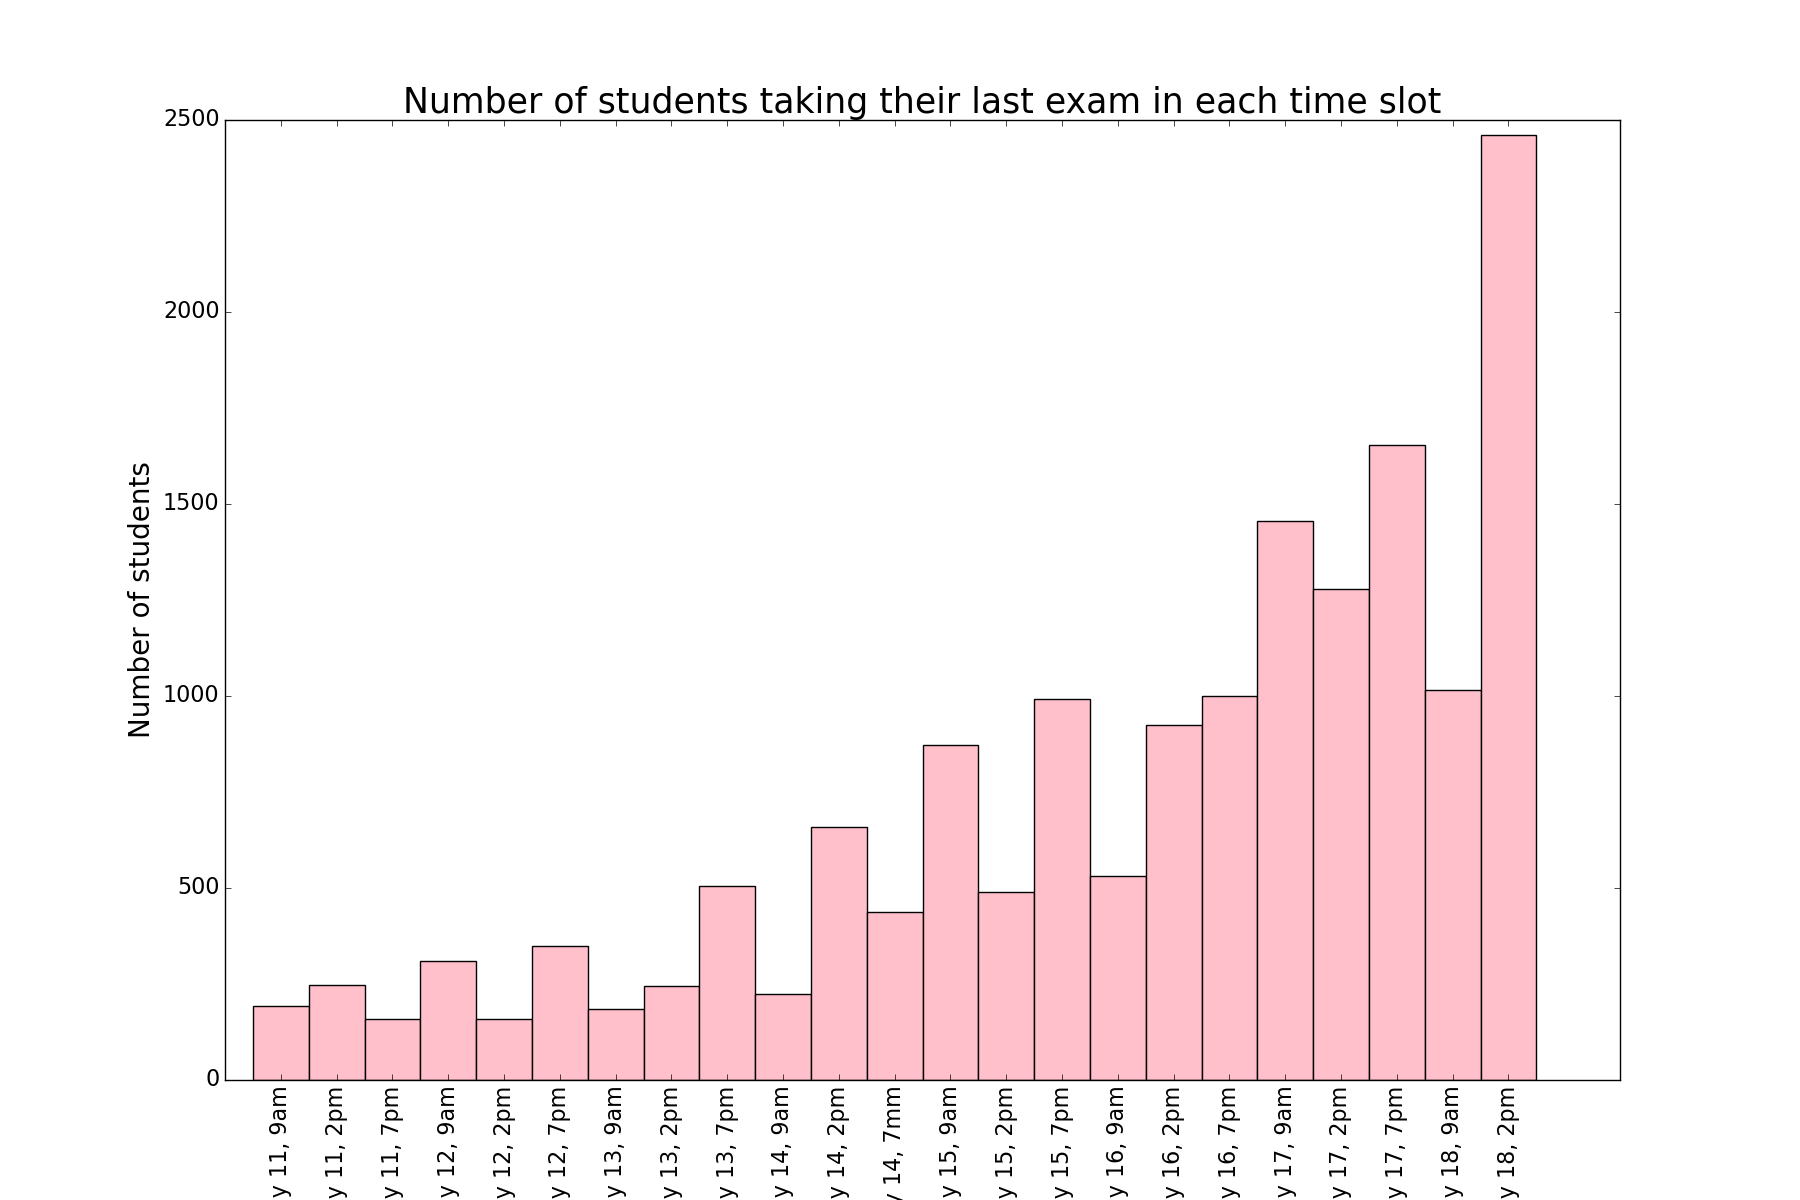 Number of students taking their last exam in each time slot
Number of students
2500
2000
1500
1000
500
0
y 11, 9am
y 11, 2pm
y 11, 7pm
y 12, 9am
y 12, 2pm
y 12, 7pm
y 13, 9am
y 13, 2pm
y 13, 7pm
y 14, 9am
y 14, 2pm
y 14, 7mm
y 15, 9am
y 15, 2pm
y 15, 7pm
y 16, 9am
y 16, 2pm
y 16, 7pm
y 17, 9am
y 17, 2pm
y 17, 7pm
y 18, 9am
y 18, 2pm